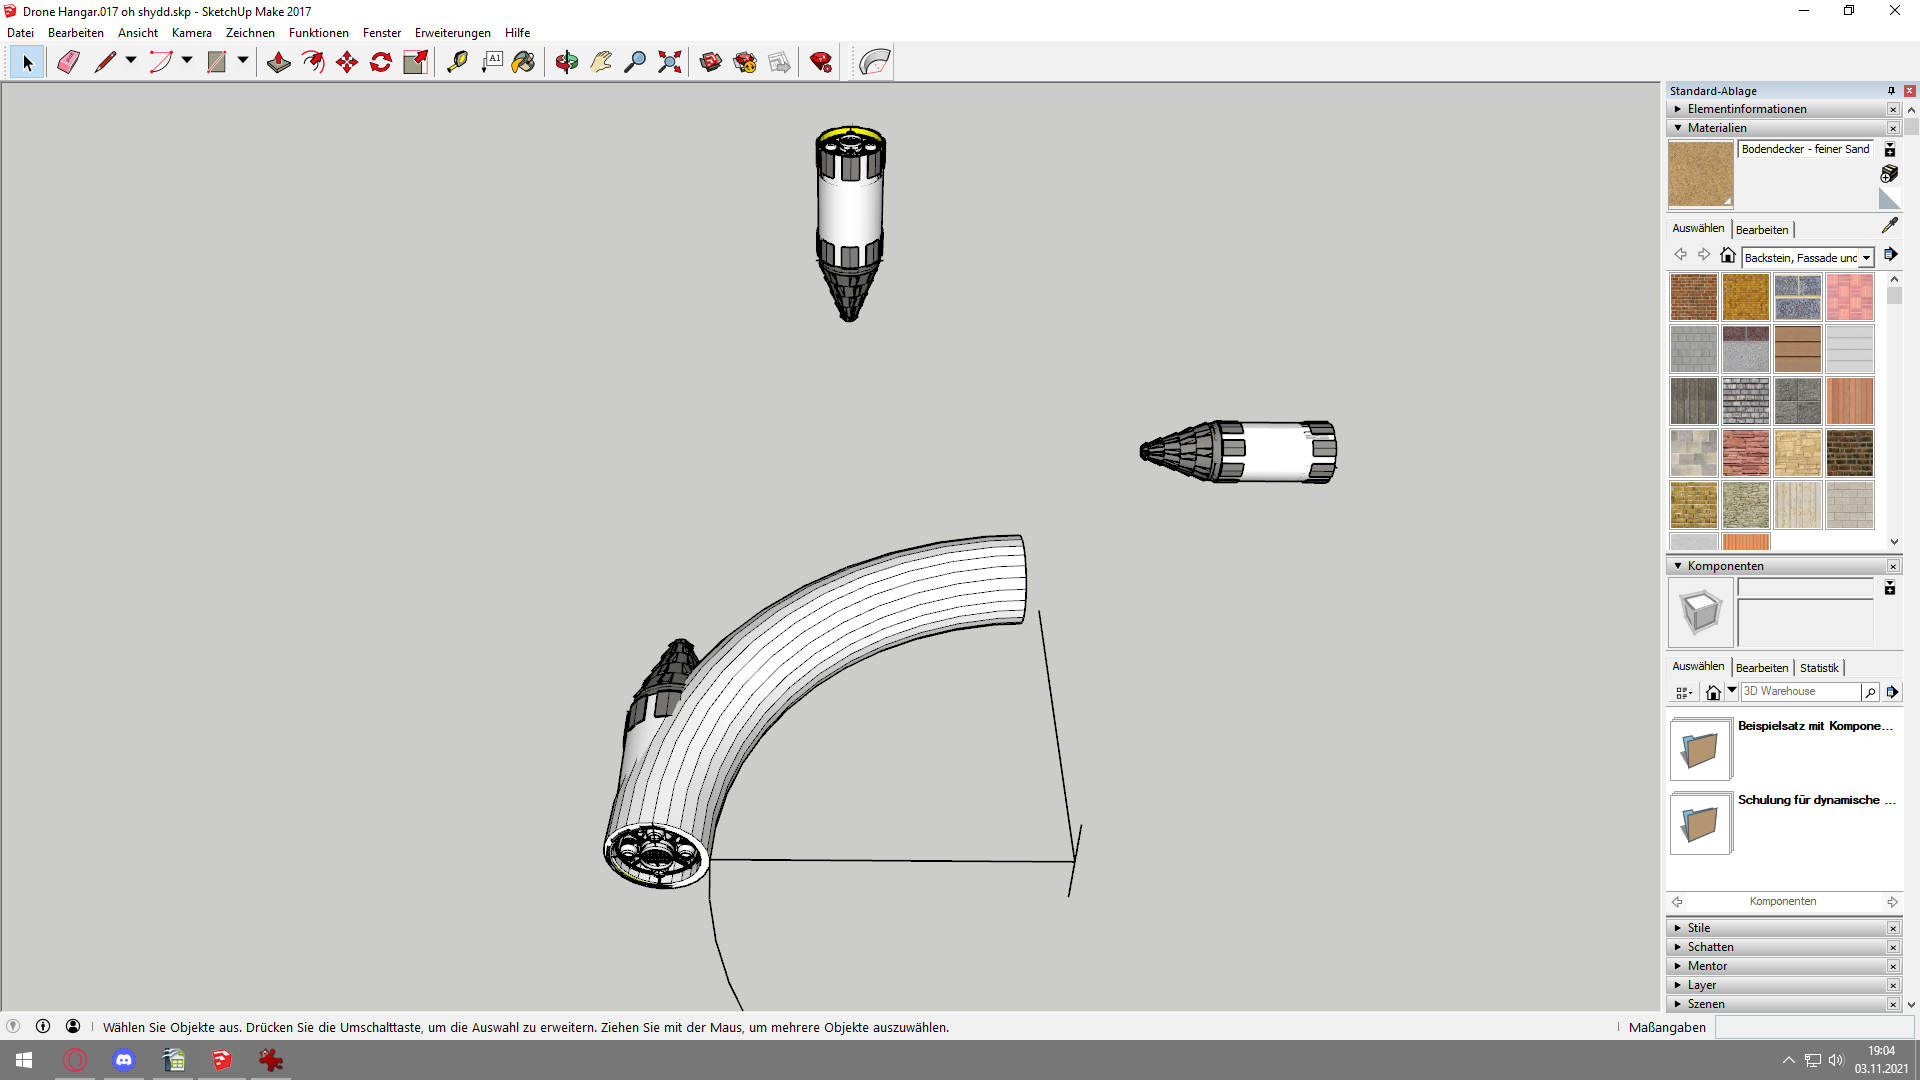 Drone Hangar.017 oh shydd.skp - SketchUp Make 2017
Datei Bearbeiten Ansicht Kamera Zeichnen Funktionen Fenster Erweiterungen Hilfe
A1
Standard-Ablage
Elementinformationen
Materialien
Bodendecker - feiner Sand
Auswählen Bearbeiten
Backstein, Fassade und
Komponenten
Auswählen Bearbeiten Statistik
3D Warehouse
Beispielsatz mit Kompone...
Schulung für dynamische ...
Komponenten
Stile
Schatten
Mentor
Layer
Szenen
Wählen Sie Objekte aus. Drücken Sie die Umschalttaste, um die Auswahl zu erweitern. Ziehen Sie mit der Maus, um mehrere Objekte auszuwählen.
Maßangaben
19:04
03.11.2021